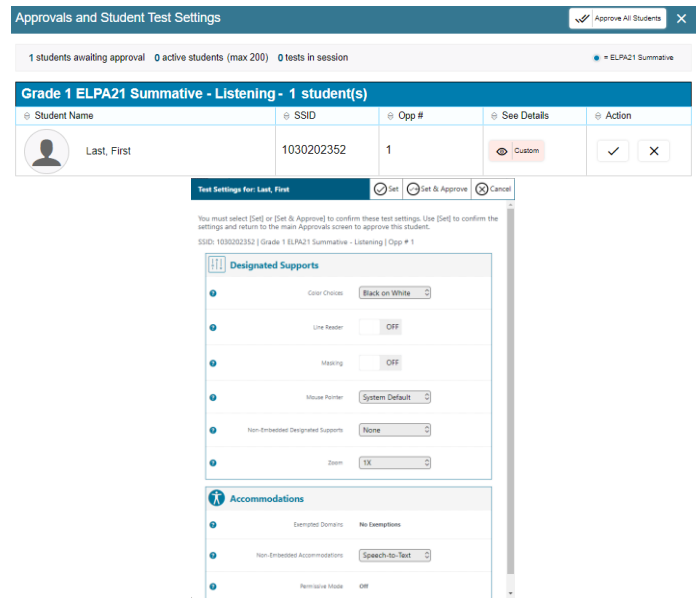 Approvals and Student Test Settings
Approve All Students
1 students awaiting approval 0 active students (max 200) 0 tests in session
= ELPA21 Summative
Grade 1 ELPA21 Summative - Listening - 1 student(s)
Student Name SSID Opp # See Details Action
Last, First 1030202352 1 Custom
Test Settings for: Last, First Set Set & Approve Cancel
You must select [Set] or [Set & Approve] to confirm these test settings. Use [Set] to confirm the
settings and return to the main Approvals screen to approve this student.
SSID: 1030202352 | Grade 1 ELPA21 Summative - Listening | Opp # 1
Designated Supports
Color Choices Black on White
Line Reader OFF
Masking OFF
Mouse Pointer System Default
Non-Embedded Designated Supports None
Zoom 1X
Accommodations
Exempted Domains No Exemptions
Non-Embedded Accommodations Speech-to-Text
Permissive Mode Off